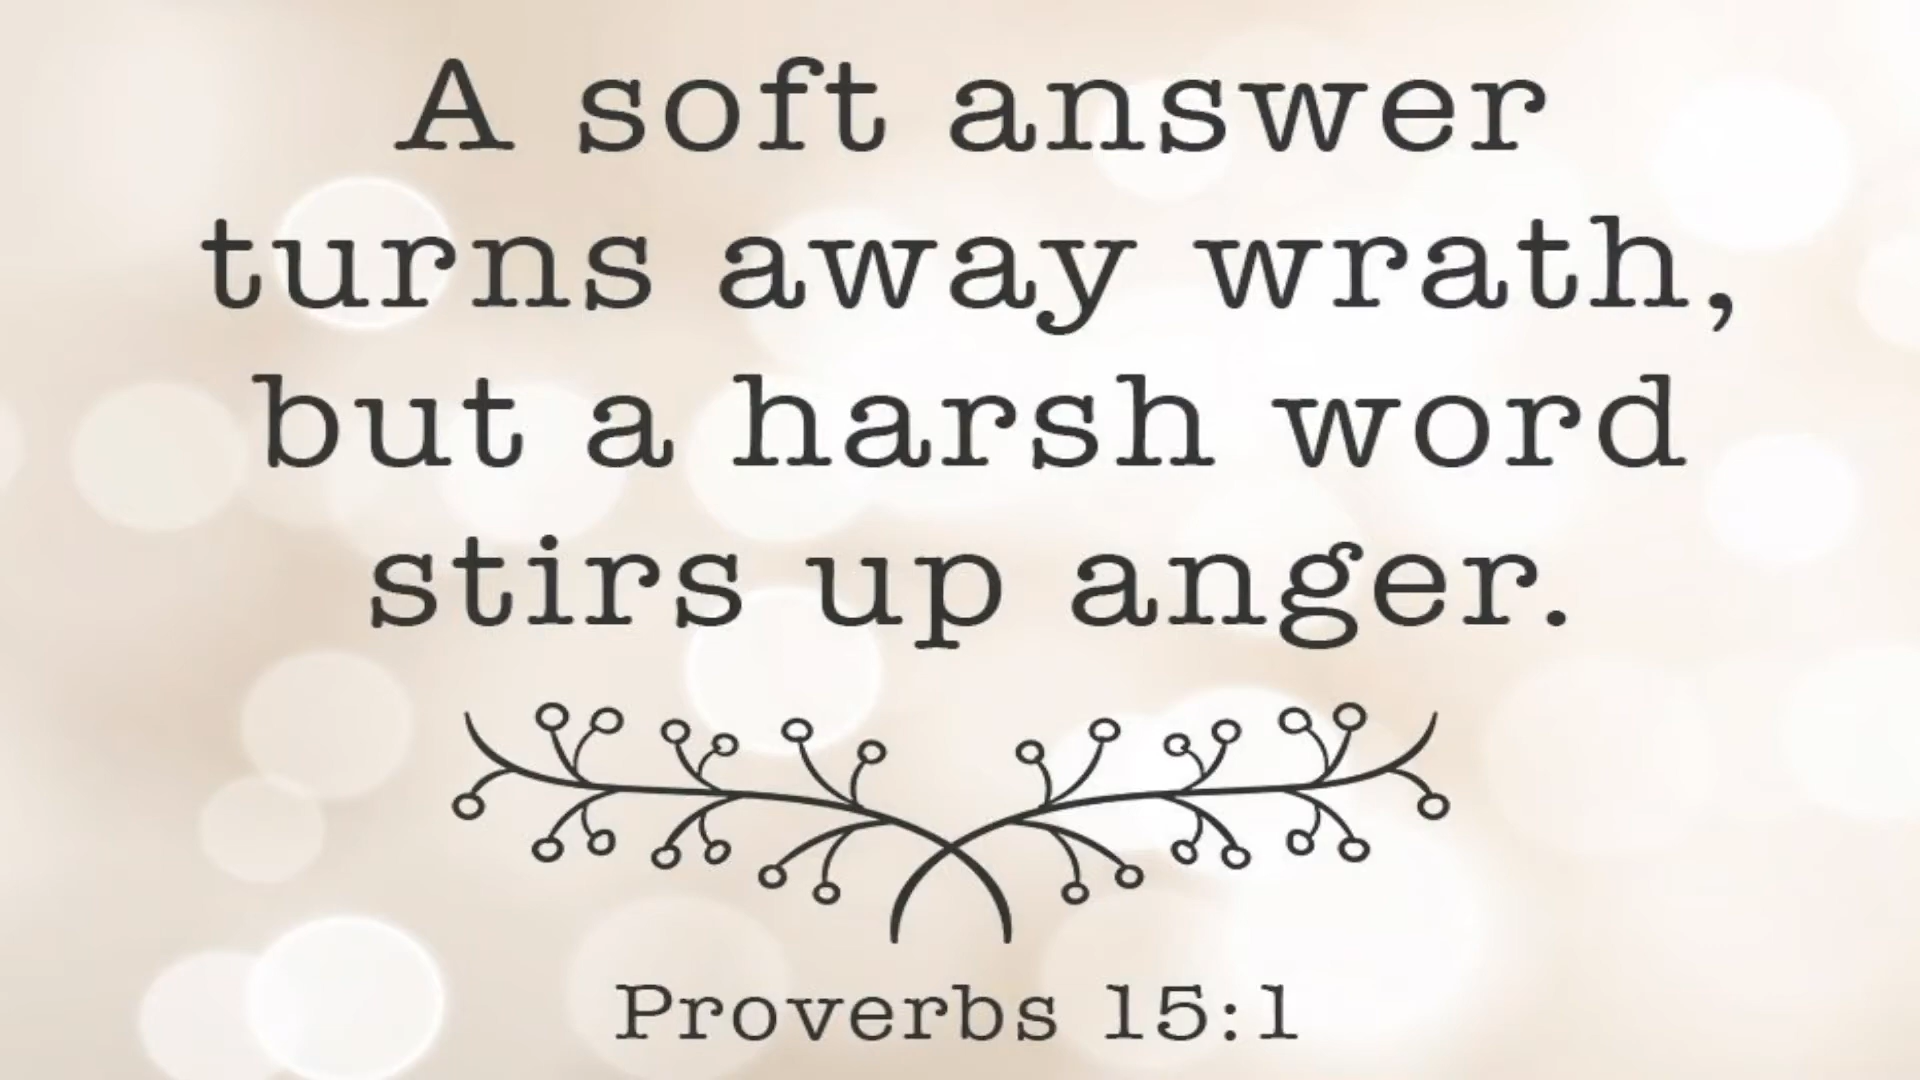 A soft answer
turns away wrath,
but a harsh word
stirs up anger.
Proverbs 15:1